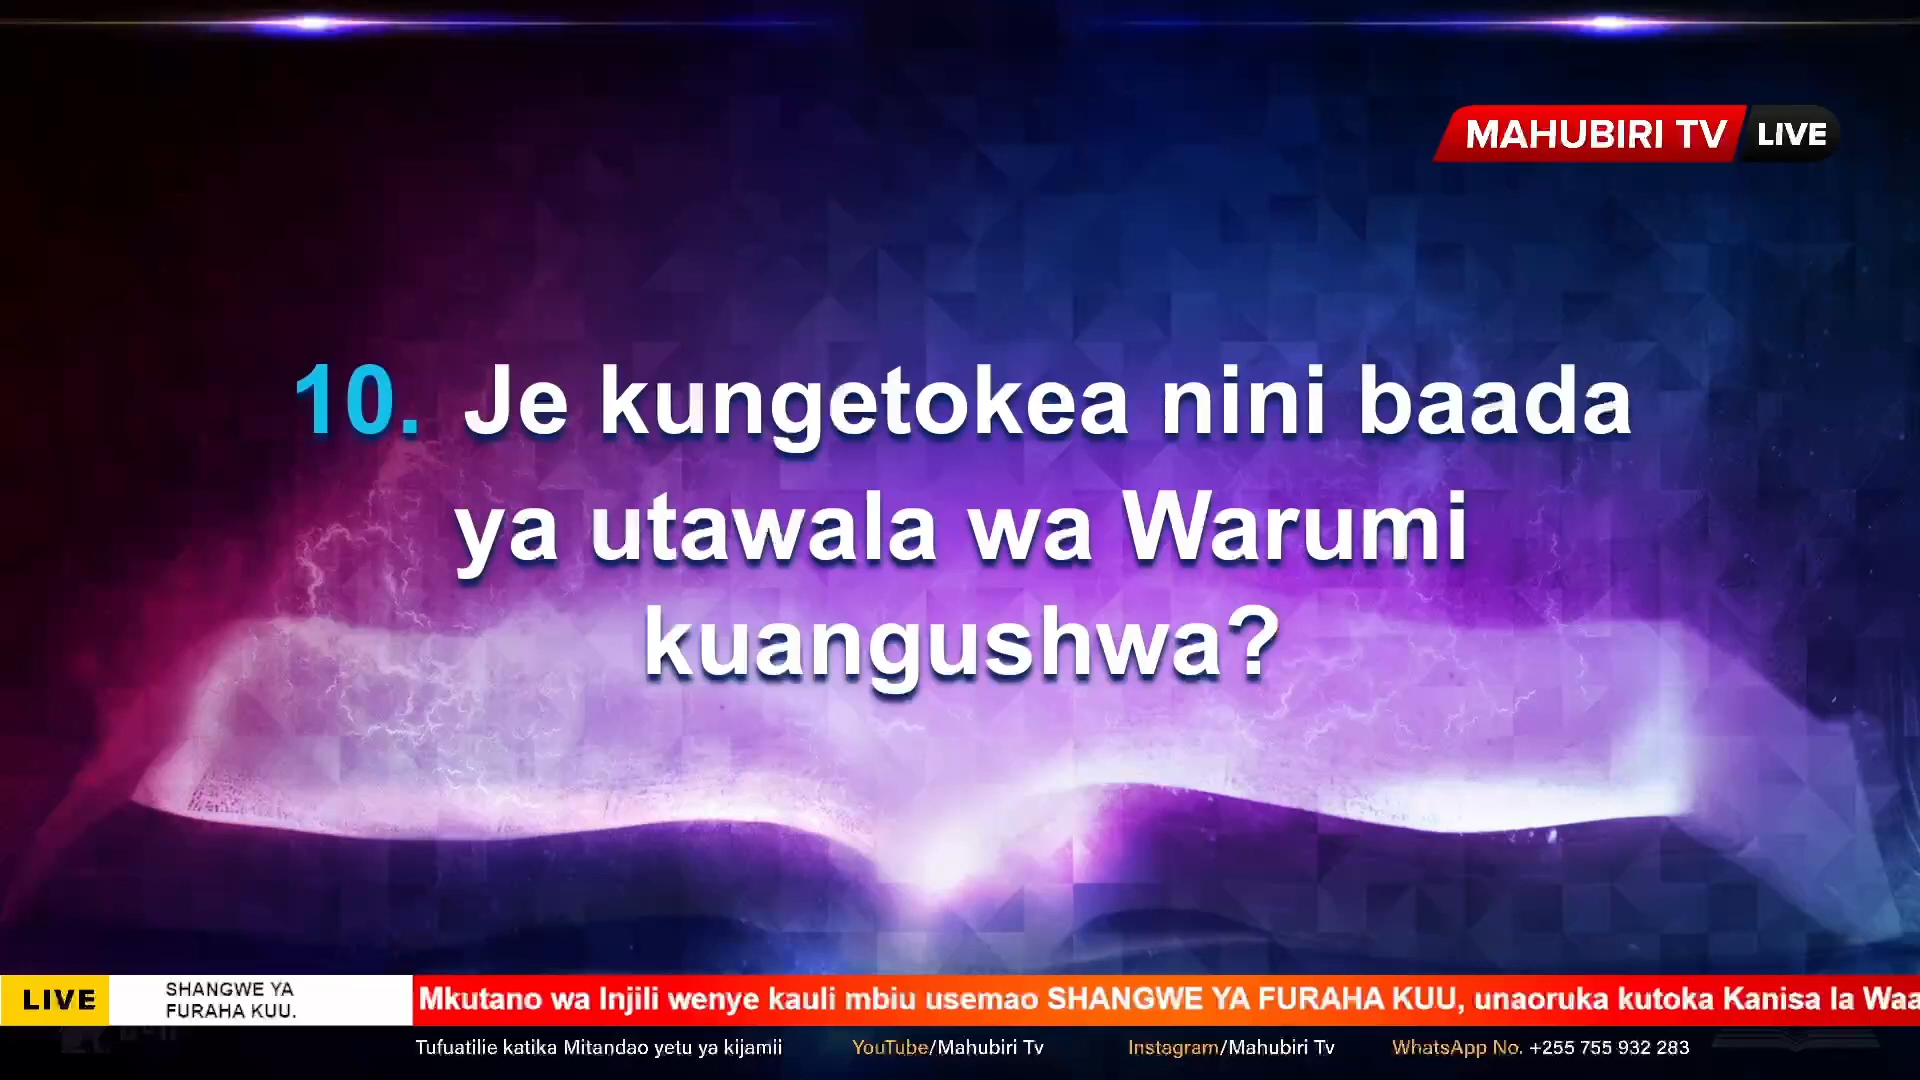 MAHUBIRI TV LIVE
10. Je kungetokea nini baada
ya utawala wa Warumi
kuangushwa?
LIVE
SHANGWE YA
FURAHA KUU.
Mkutano wa Injili wenye kauli mbiu usemao SHANGWE YA FURAHA KUU, unaoruka kutoka Kanisa la Waa
Tufuatilie katika Mitandao yetu ya kijamii YouTube/Mahubiri Tv Instagram/Mahubiri Tv WhatsApp No. +255 755 932 283